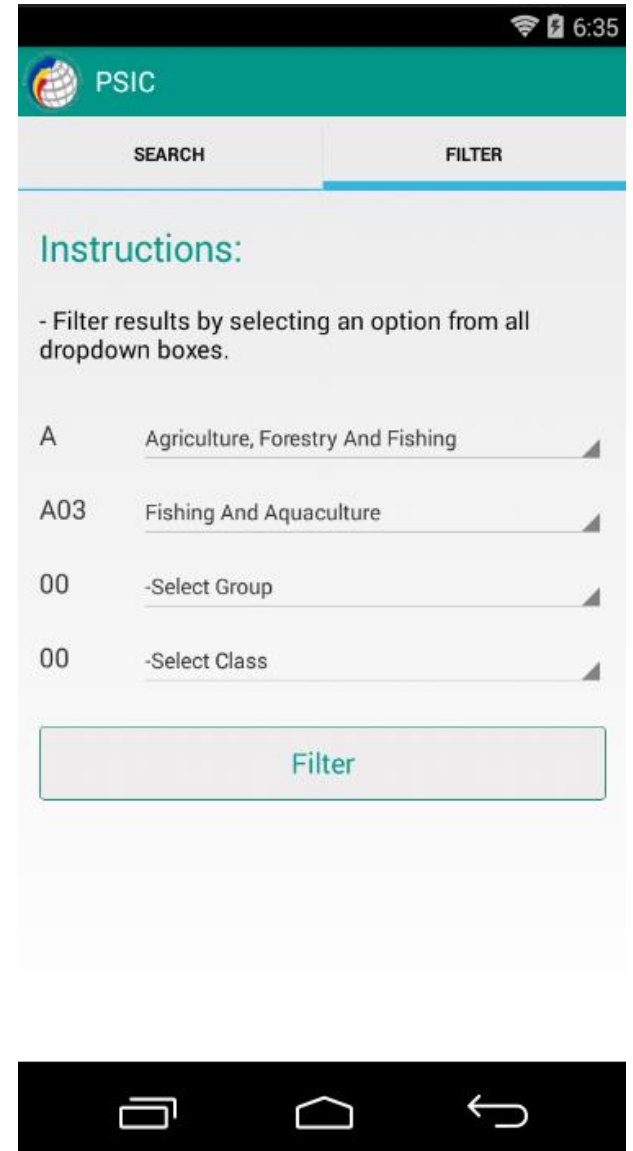 6:35
PSIC
SEARCH FILTER
Instructions:
- Filter results by selecting an option from all
dropdown boxes.
A Agriculture, Forestry And Fishing
A03 Fishing And Aquaculture
00 -Select Group
00 -Select Class
Filter